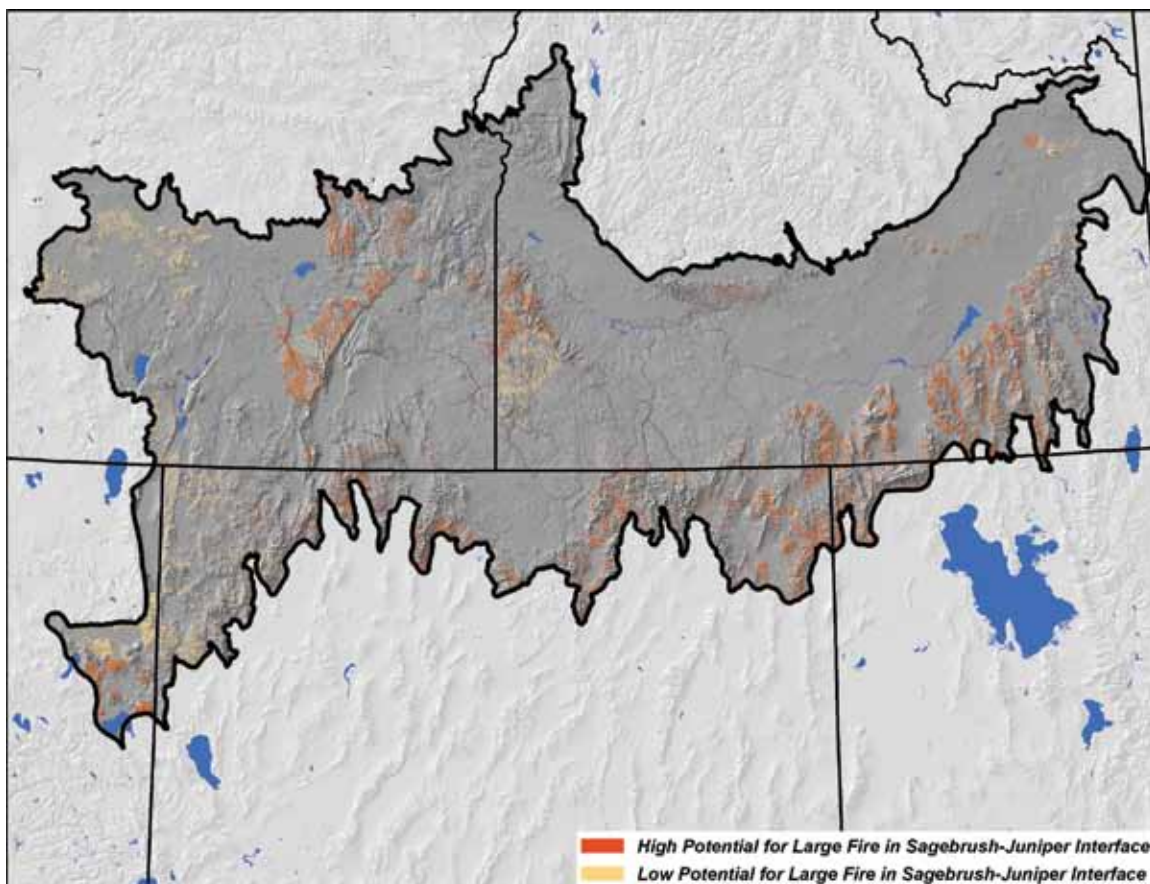 High Potential for Large Fire in Sagebrush-Juniper Interface
Low Potential for Large Fire in Sagebrush-Juniper Interface